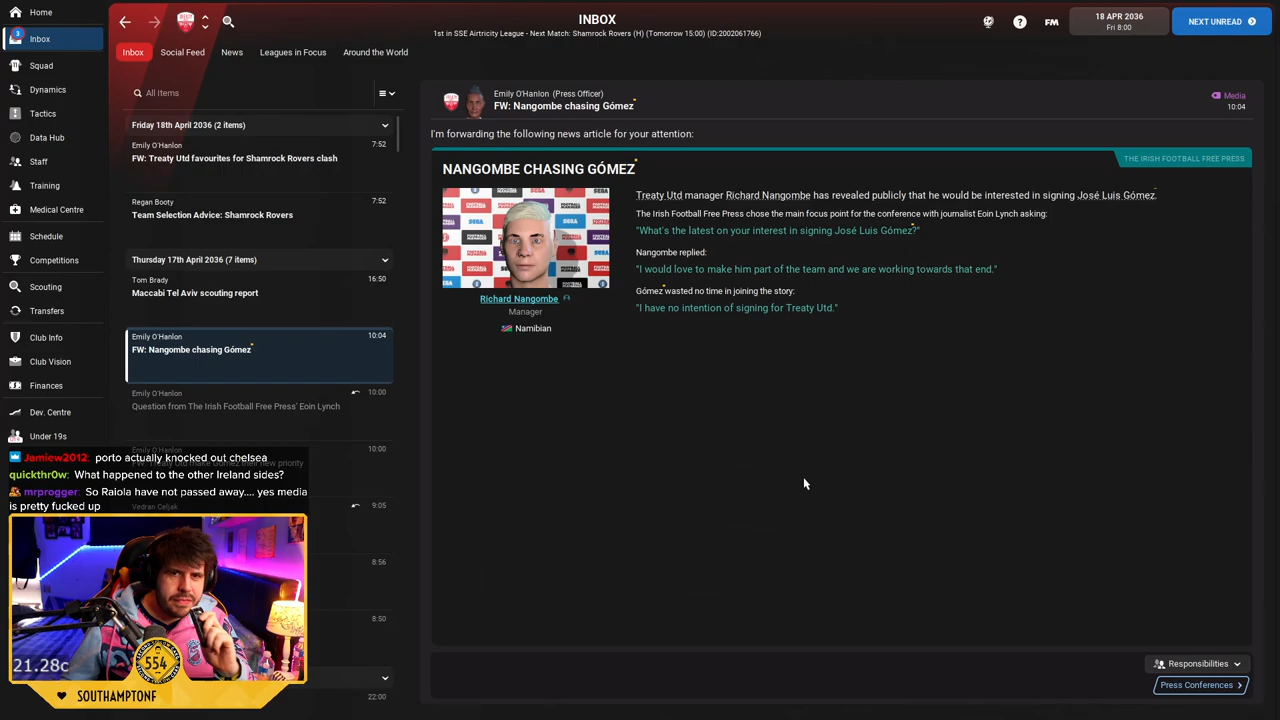 Home
3
Inbox
Squad
Dynamics
Tactics
Data Hub
Staff
Training
Medical Centre
Schedule
Competitions
Scouting
Transfers
Club Info
Club Vision
Finances
Dev. Centre
Under 19s
INBOX
1st in SSE Airtricity League - Next Match: Shamrock Rovers (H) (Tomorrow 15:00) (ID:2002061766)
?
FM
18 APR 2036
Fri 8:00
NEXT UNREAD
Inbox
Social Feed
News
Leagues in Focus
Around the World
All Items
Friday 18th April 2036 (2 items)
Emily O'Hanlon
7:52
FW: Treaty Utd favourites for Shamrock Rovers clash
Regan Booty
7:52
Team Selection Advice: Shamrock Rovers
Thursday 17th April 2036 (7 items)
Tom Brady
16:50
Maccabi Tel Aviv scouting report
Emily O'Hanlon
10:04
FW: Nangombe chasing Gómez
Emily O'Hanlon
10:00
Question from The Irish Football Free Press' Eoin Lynch
10:00
FW: Treaty Utd make Gómez their new priority
Vedran Celjak
9:05
8:56
8:50
22:00
Emily O'Hanlon (Press Officer)
FW: Nangombe chasing Gómez
Media
10:04
I'm forwarding the following news article for your attention:
THE IRISH FOOTBALL FREE PRESS
NANGOMBE CHASING GÓMEZ
SEGA
Richard Nangombe
Manager
Namibian
Treaty Utd manager Richard Nangombe has revealed publicly that he would be interested in signing José Luis Gómez.
The Irish Football Free Press chose the main focus point for the conference with journalist Eoin Lynch asking:
"What's the latest on your interest in signing José Luis Gómez?"
Nangombe replied:
"I would love to make him part of the team and we are working towards that end."
Gómez wasted no time in joining the story:
"I have no intention of signing for Treaty Utd."
Responsibilities
Press Conferences
Jamiew2012: porto actually knocked out chelsea
quickthr0w: What happened to the other Ireland sides?
mrprogger: So Raiola have not passed away.... yes media
is pretty fucked up
21.28c
554
SOUTHAMPTONF